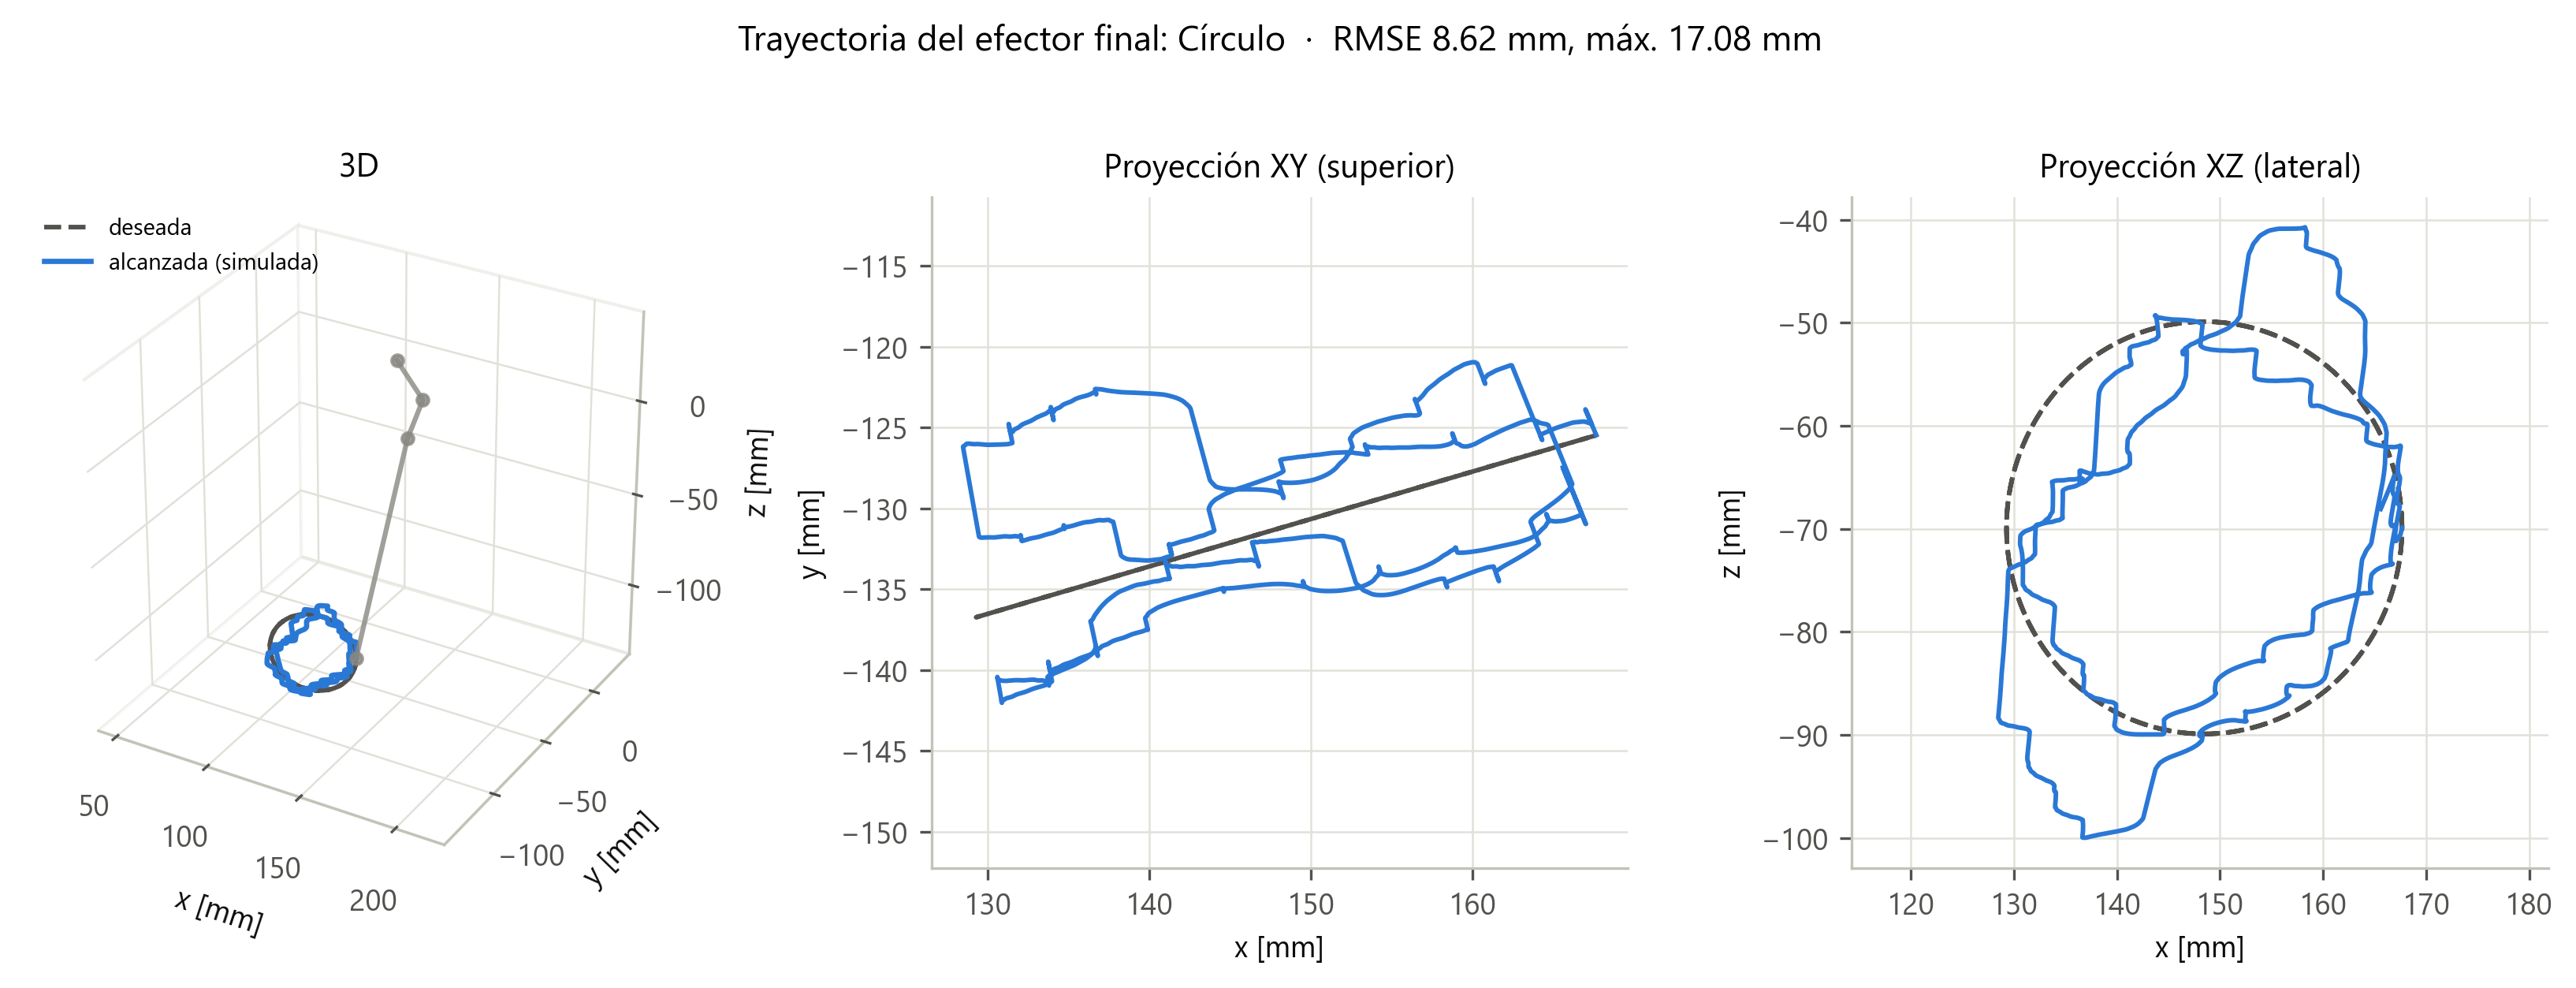 Trayectoria del efector final: Círculo · RMSE 8.62 mm, máx. 17.08 mm
3D
deseada
alcanzada (simulada)
0
−50
−100
z [mm]
0
−50
−100
y [mm]
50
100
150
200
x [mm]
Proyección XY (superior)
−115
−120
−125
−130
−135
−140
−145
−150
y [mm]
130
140
150
160
x [mm]
Proyección XZ (lateral)
−40
−50
−60
−70
−80
−90
−100
z [mm]
120
130
140
150
160
170
180
x [mm]